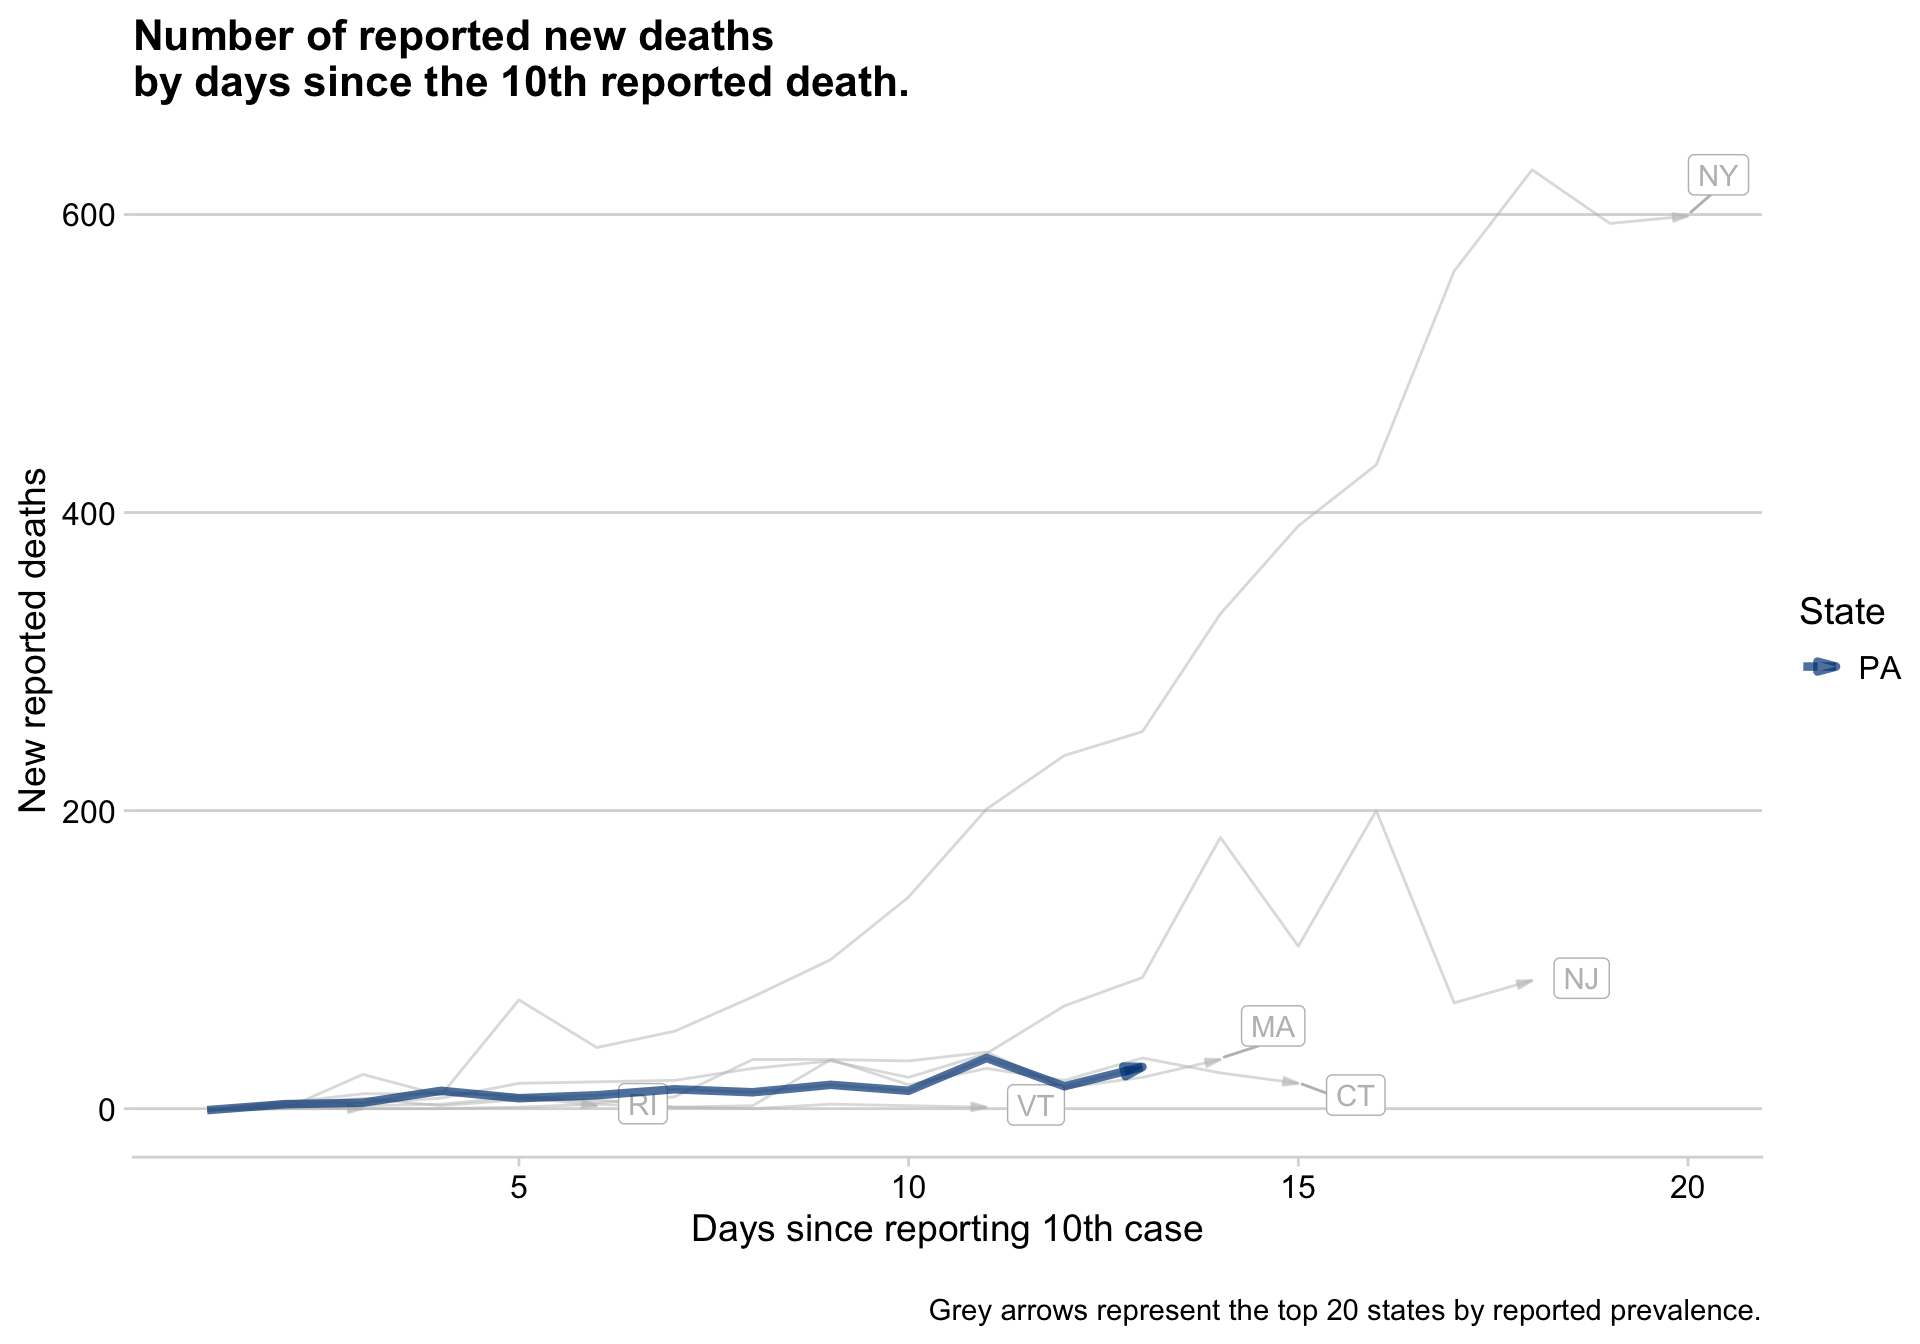 Number of reported new deaths
by days since the 10th reported death.
NY
600
400
New reported deaths
State
PA
200
NJ
MA
CT
RI
VT
0
5
10
15
20
Days since reporting 10th case
Grey arrows represent the top 20 states by reported prevalence.